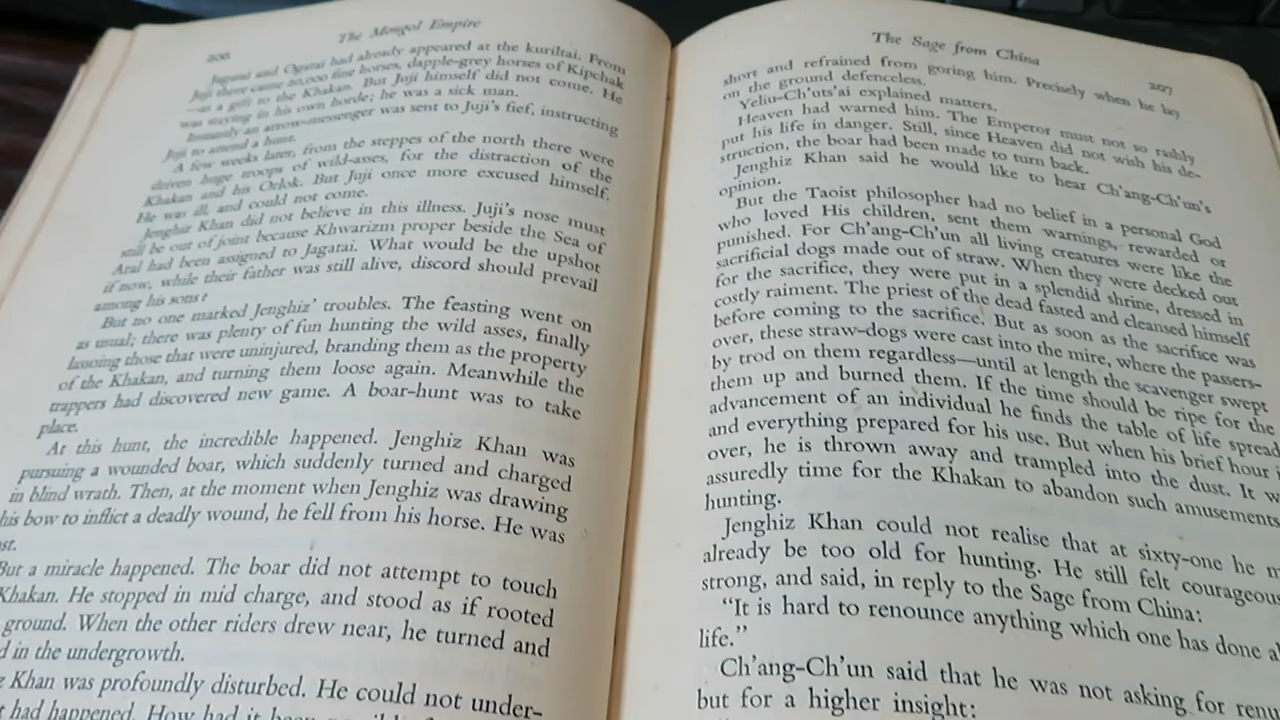 206
The Mongol Empire
Jagatai and Ogatai had already appeared at the kuriltai. From
Juji there came 20,000 fine horses, dapple-grey horses of Kipchak
—as a gift to the Khakan. But Juji himself did not come. He
was staying in his own horde; he was a sick man.
Instantly an arrow-messenger was sent to Juji's fief, instructing
Juji to attend a hunt.
A few weeks later, from the steppes of the north there were
driven huge troops of wild-asses, for the distraction of the
Khakan and his Orlok. But Juji once more excused himself.
He was ill, and could not come.
Jenghiz Khan did not believe in this illness. Juji's nose must
still be out of joint because Khwarizm proper beside the Sea of
Aral had been assigned to Jagatai. What would be the upshot
if now, while their father was still alive, discord should prevail
among his sons?
But no one marked Jenghiz' troubles. The feasting went on
as usual; there was plenty of fun hunting the wild asses, finally
lassoing those that were uninjured, branding them as the property
of the Khakan, and turning them loose again. Meanwhile the
trappers had discovered new game. A boar-hunt was to take
place.
At this hunt, the incredible happened. Jenghiz Khan was
pursuing a wounded boar, which suddenly turned and charged
in blind wrath. Then, at the moment when Jenghiz was drawing
his bow to inflict a deadly wound, he fell from his horse. He was
st.
But a miracle happened. The boar did not attempt to touch
Khakan. He stopped in mid charge, and stood as if rooted
ground. When the other riders drew near, he turned and
d in the undergrowth.
z Khan was profoundly disturbed. He could not under-
t had happened. How had it been
The Sage from China
207
short and refrained from goring him. Precisely when he lay
on the ground defenceless.
Yeliu-Ch'uts'ai explained matters.
Heaven had warned him. The Emperor must not so rashly
put his life in danger. Still, since Heaven did not wish his de-
struction, the boar had been made to turn back.
Jenghiz Khan said he would like to hear Ch'ang-Ch'un's
opinion.
But the Taoist philosopher had no belief in a personal God
who loved His children, sent them warnings, rewarded or
punished. For Ch'ang-Ch'un all living creatures were like the
sacrificial dogs made out of straw. When they were decked out
for the sacrifice, they were put in a splendid shrine, dressed in
costly raiment. The priest of the dead fasted and cleansed himself
before coming to the sacrifice. But as soon as the sacrifice was
over, these straw-dogs were cast into the mire, where the passers-
by trod on them regardless—until at length the scavenger swept
them up and burned them. If the time should be ripe for the
advancement of an individual he finds the table of life spread
and everything prepared for his use. But when his brief hour
over, he is thrown away and trampled into the dust. It w
assuredly time for the Khakan to abandon such amusements
hunting.
Jenghiz Khan could not realise that at sixty-one he m
already be too old for hunting. He still felt courageous
strong, and said, in reply to the Sage from China:
"It is hard to renounce anything which one has done al
life."
Ch'ang-Ch'un said that he was not asking for renu
but for a higher insight: